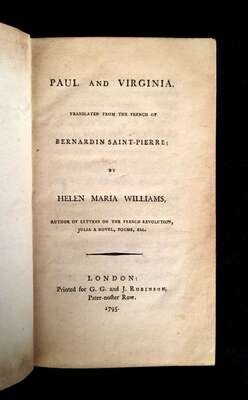 PAUL AND VIRGINIA.
TRANSLATED FROM THE FRENCH OF
BERNARDIN SAINT-PIERRE;
BY
HELEN MARIA WILLIAMS,
AUTHOR OF LETTERS ON THE FRENCH REVOLUTION,
JULIA A NOVEL, POEMS, &c.
LONDON:
Printed for G. G. and J. ROBINSON,
Pater-noster Row.
1795.